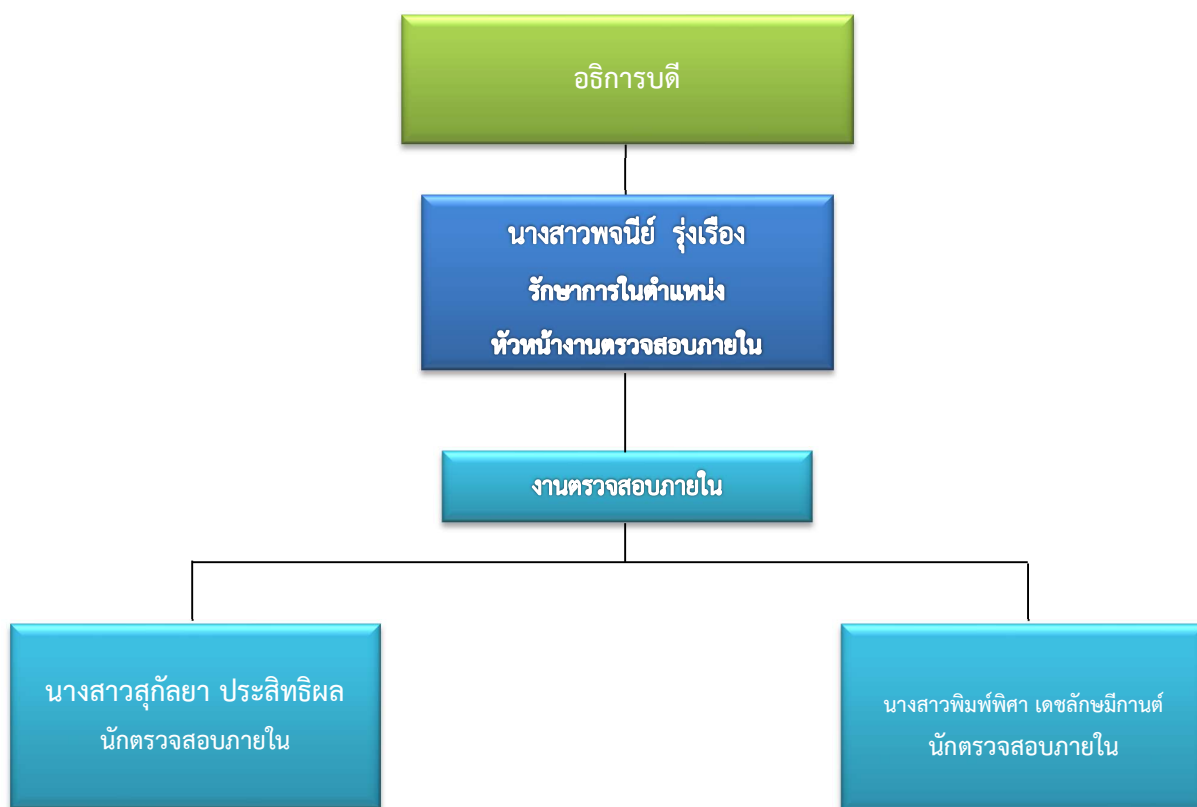 อธิการบดี
นางสาวพจนีย์ รุ่งเรือง
รักษาการในตำแหน่ง
หัวหน้างานตรวจสอบภายใน
งานตรวจสอบภายใน
นางสาวสุกัลยา ประสิทธิผล
นักตรวจสอบภายใน
นางสาวพิมพ์พิศา เดชลักษมีกานต์
นักตรวจสอบภายใน